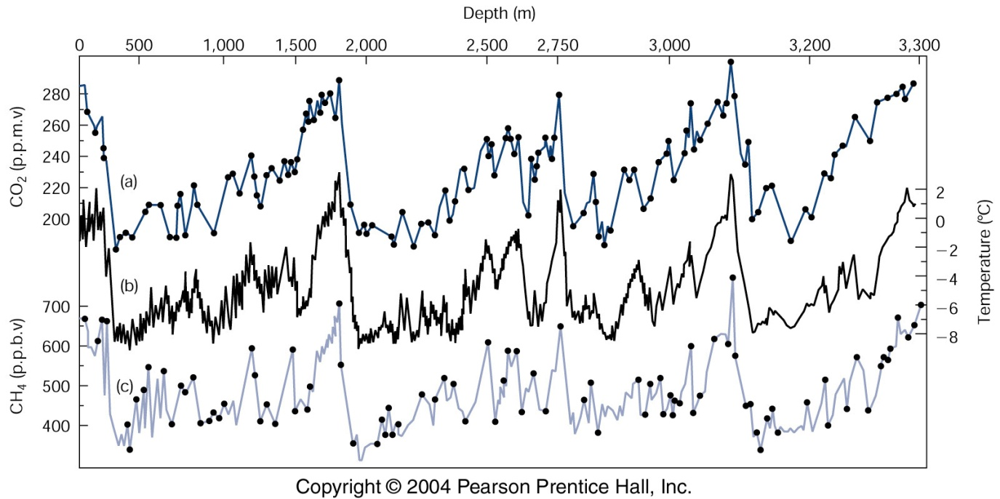 Depth (m)
0 500 1,000 1,500 2,000 2,500 2,750 3,000 3,200 3,300
CO₂ (p.p.m.v)
280
260
240
220
200
(a)
Temperature (ºC)
2
0
−2
−4
−6
−8
(b)
CH₄ (p.p.b.v)
700
600
500
400
(c)
Copyright © 2004 Pearson Prentice Hall, Inc.